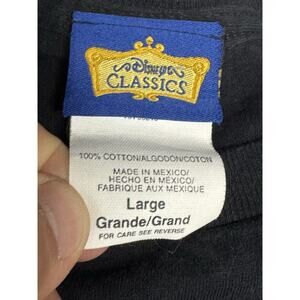 Disney
CLASSICS
100% COTTON/ALGODON/COTON
MADE IN MEXICO/
HECHO EN MEXICO/
FABRIQUE AUX MEXIQUE
Large
Grande/Grand
FOR CARE SEE REVERSE